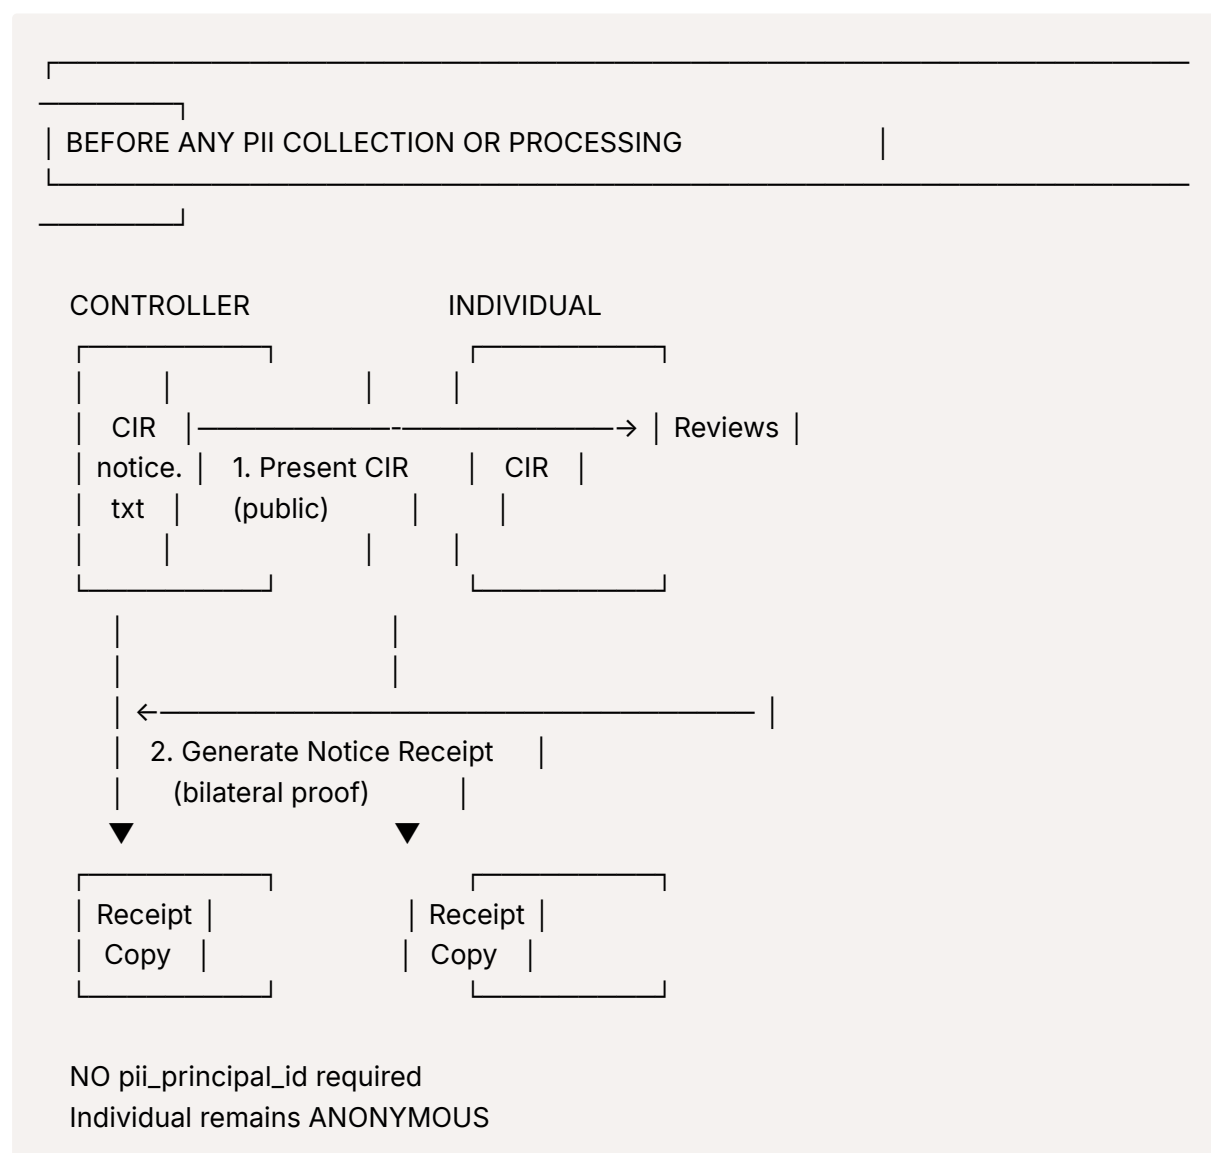 BEFORE ANY PII COLLECTION OR PROCESSING
CONTROLLER INDIVIDUAL
CIR Reviews
notice. 1. Present CIR CIR
txt (public)
2. Generate Notice Receipt
(bilateral proof)
Receipt Receipt
Copy Copy
NO pii_principal_id required
Individual remains ANONYMOUS